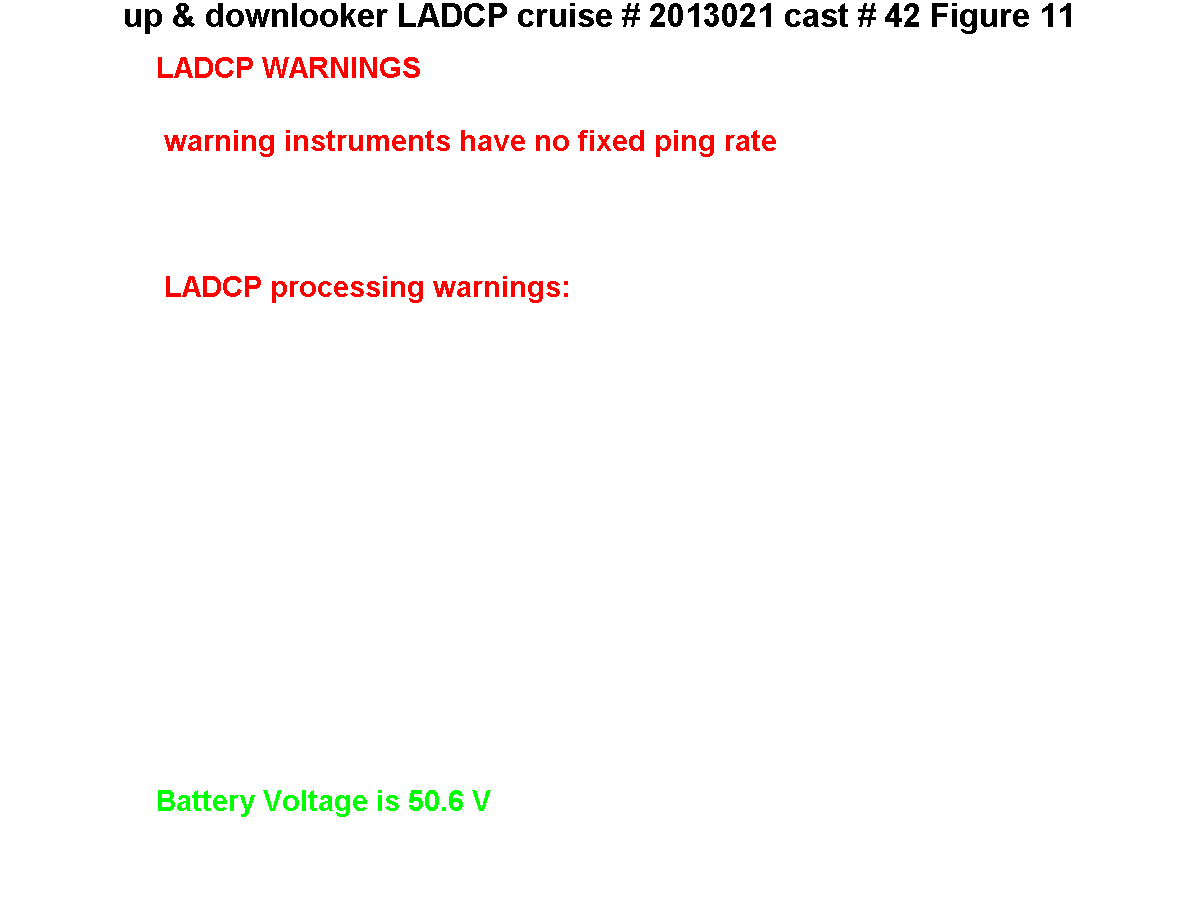 up & downlooker LADCP cruise # 2013021 cast # 42 Figure 11
LADCP WARNINGS
warning instruments have no fixed ping rate
LADCP processing warnings:
Battery Voltage is 50.6 V